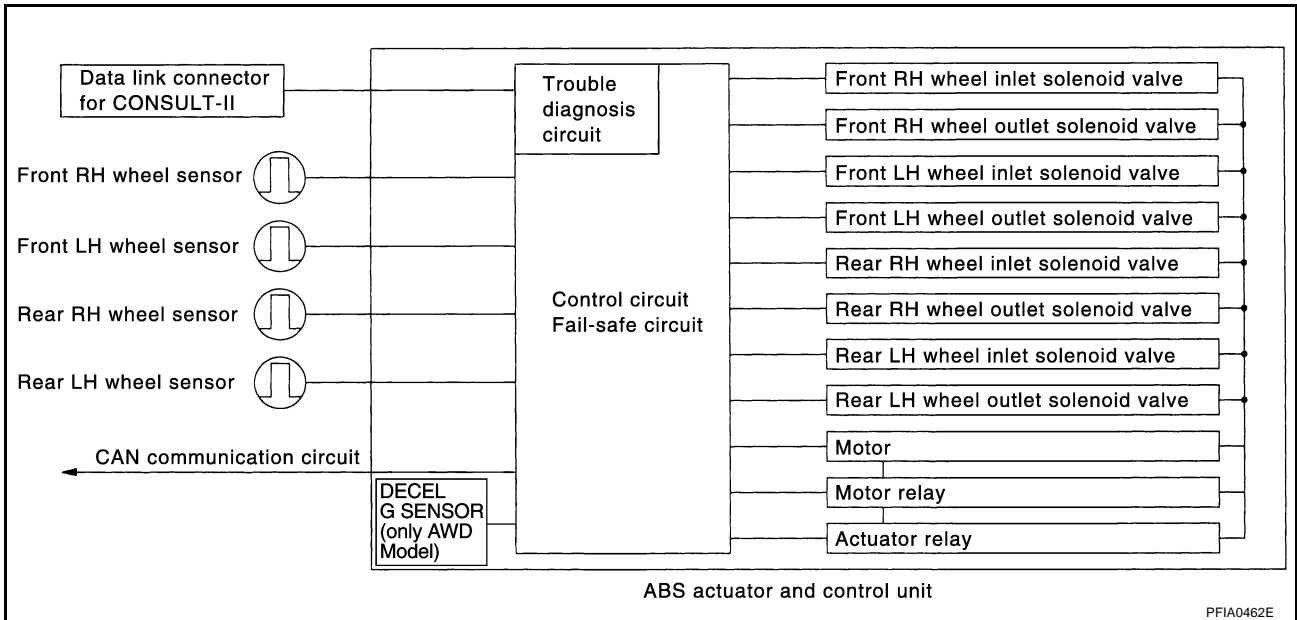 Data link connector
for CONSULT-II
Front RH wheel sensor
Front LH wheel sensor
Rear RH wheel sensor
Rear LH wheel sensor
CAN communication circuit
DECEL
G SENSOR
(only AWD
Model)
Trouble
diagnosis
circuit
Control circuit
Fail-safe circuit
Front RH wheel inlet solenoid valve
Front RH wheel outlet solenoid valve
Front LH wheel inlet solenoid valve
Front LH wheel outlet solenoid valve
Rear RH wheel inlet solenoid valve
Rear RH wheel outlet solenoid valve
Rear LH wheel inlet solenoid valve
Rear LH wheel outlet solenoid valve
Motor
Motor relay
Actuator relay
ABS actuator and control unit
PFIA0462E